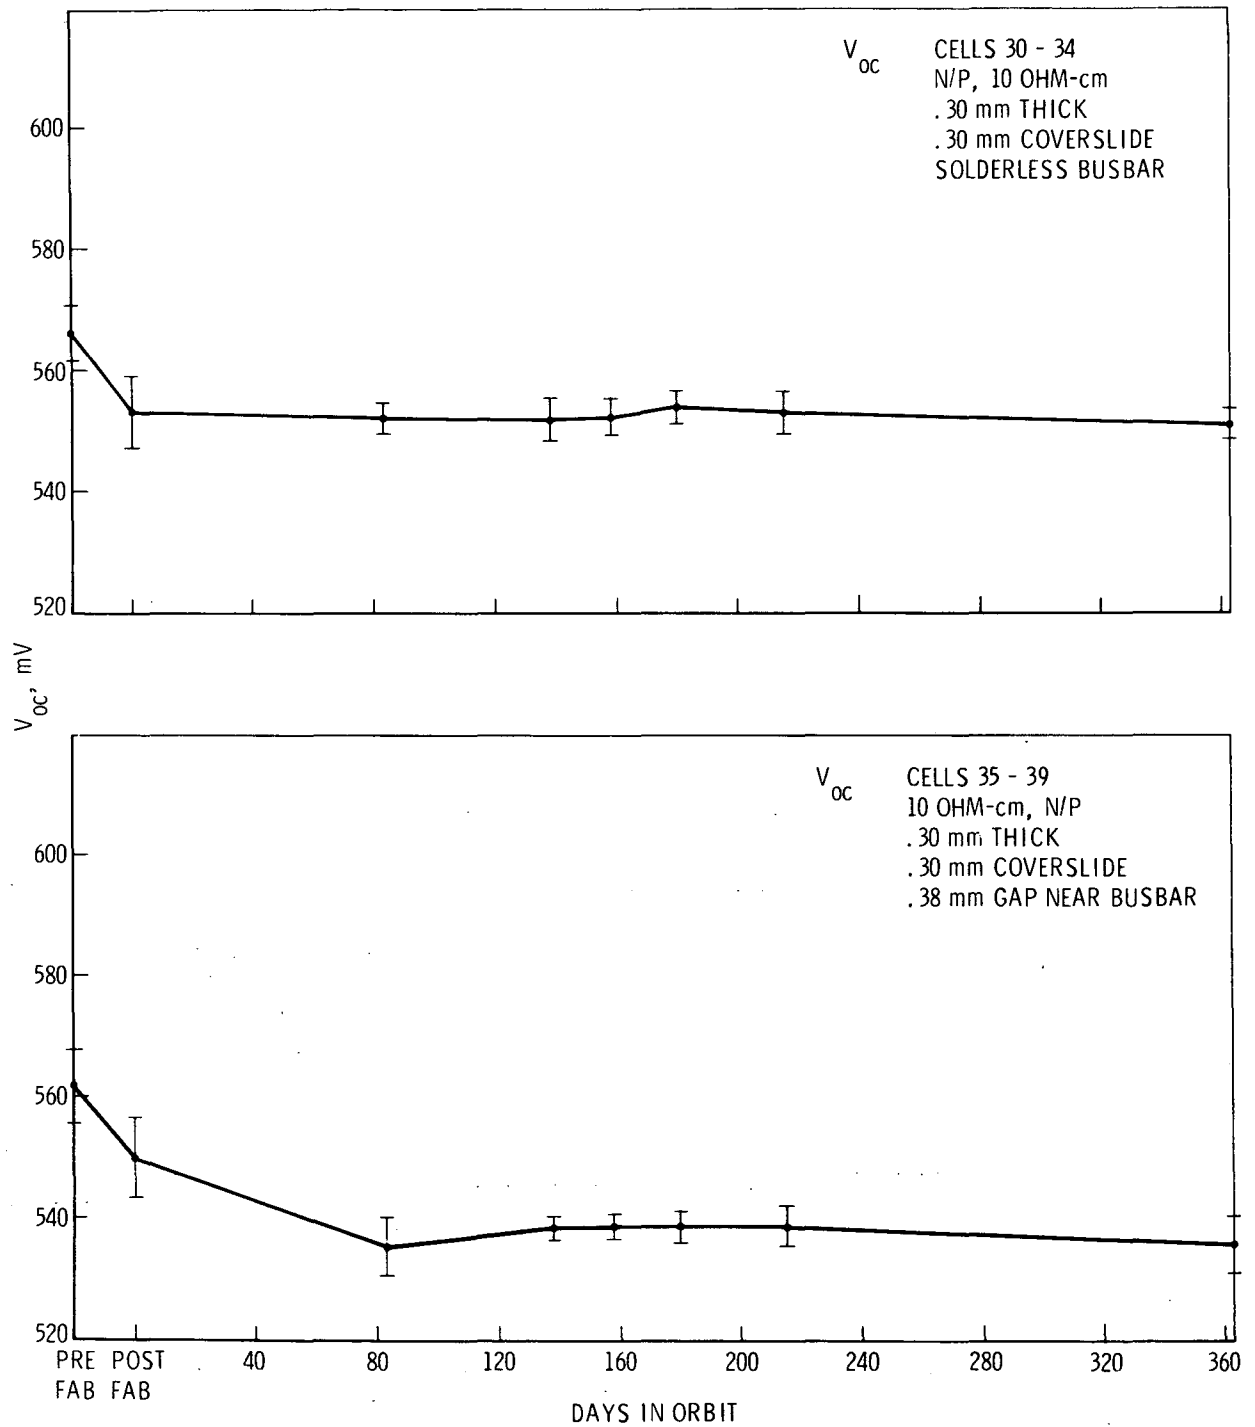 V OC CELLS 30 - 34
N/P, 10 OHM-cm
.30 mm THICK
.30 mm COVERSLIDE
SOLDERLESS BUSBAR
600
580
560
540
520
V OC, mV
V OC CELLS 35 - 39
10 OHM-cm, N/P
.30 mm THICK
.30 mm COVERSLIDE
.38 mm GAP NEAR BUSBAR
600
580
560
540
520
PRE FAB POST FAB 40 80 120 160 200 240 280 320 360
DAYS IN ORBIT